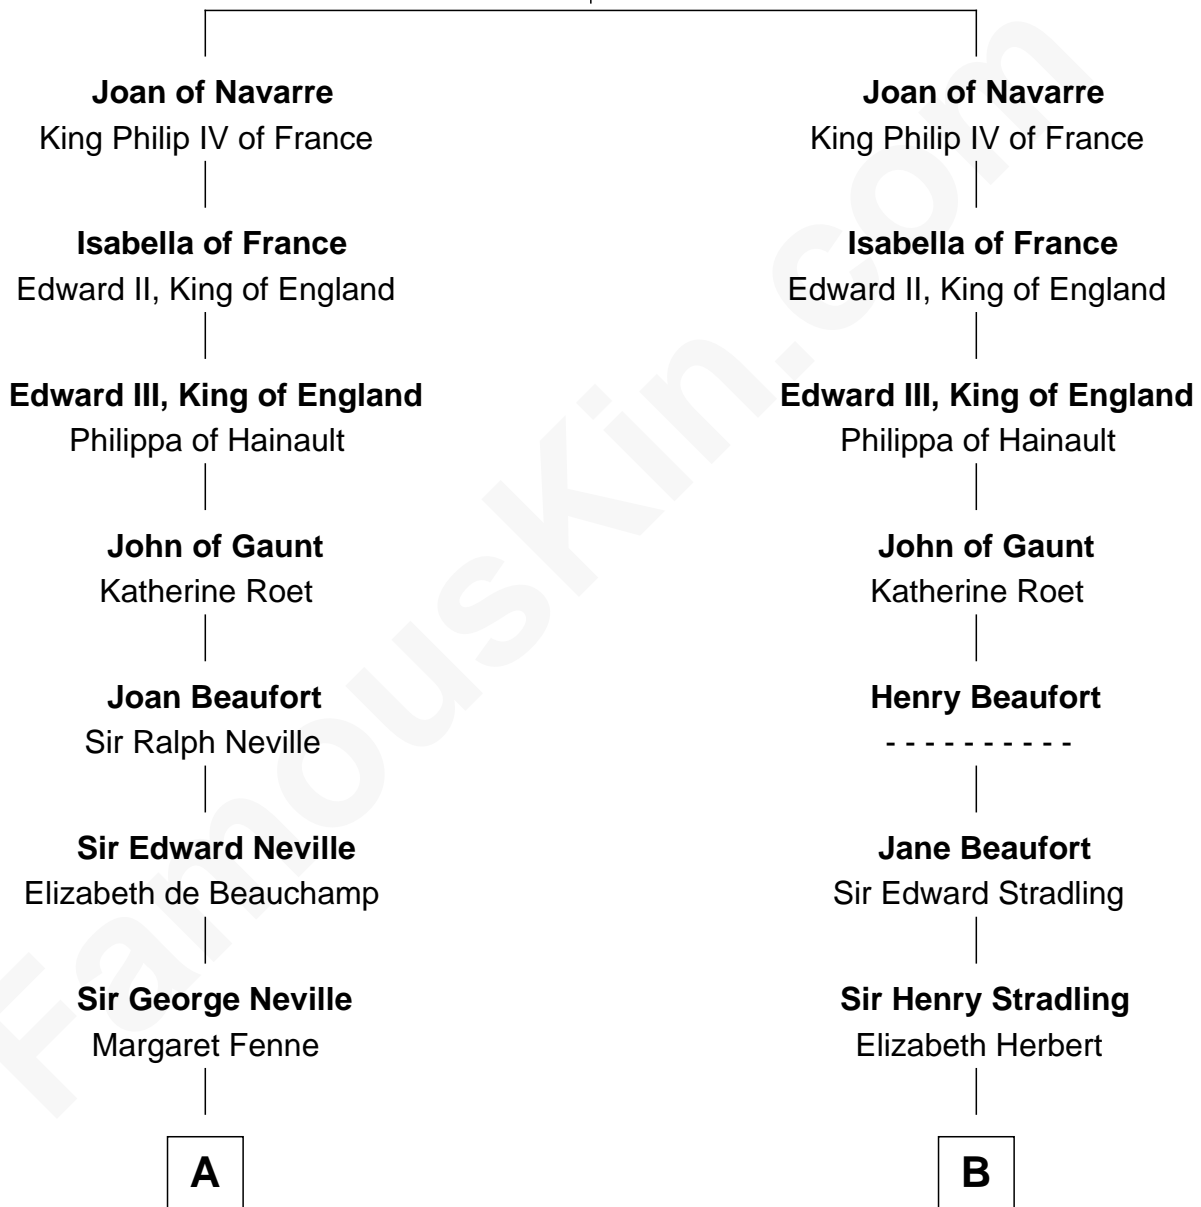 Joan of Navarre
King Philip IV of France
Isabella of France
Edward II, King of England
Edward III, King of England
Philippa of Hainault
John of Gaunt
Katherine Roet
Joan Beaufort
Sir Ralph Neville
Sir Edward Neville
Elizabeth de Beauchamp
Sir George Neville
Margaret Fenne
A
Joan of Navarre
King Philip IV of France
Isabella of France
Edward II, King of England
Edward III, King of England
Philippa of Hainault
John of Gaunt
Katherine Roet
Henry Beaufort
- - - - - - - - - -
Jane Beaufort
Sir Edward Stradling
Sir Henry Stradling
Elizabeth Herbert
B
FamousKin.com